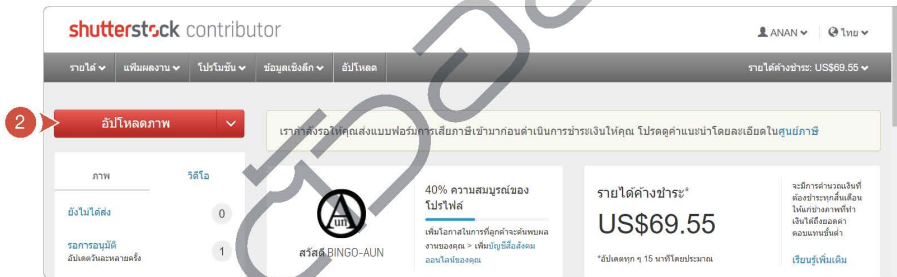 shutterstock contributor
ANAN ไทย
รายได้ แฟ้มผลงาน โปรโมชัน ข้อมูลเชิงลึก อัปโหลด รายได้ค้างชำระ: US$69.55
2 อัปโหลดภาพ
เรากำลังรอให้คุณส่งแบบฟอร์มการเสียภาษีเข้ามาก่อนดำเนินการชำระเงินให้คุณ โปรดดูคำแนะนำโดยละเอียดในศูนย์ภาษี
ภาพ วิดีโอ
ยังไม่ได้ส่ง 0
รอการอนุมัติ 1
อัปเดตวันละหลายครั้ง
Aun
สวัสดี BINGO-AUN
40% ความสมบูรณ์ของ
โปรไฟล์
เพิ่มโอกาสในการที่ลูกค้าจะค้นพบผล
งานของคุณ > เพิ่มบัญชีสื่อสังคม
ออนไลน์ของคุณ
รายได้ค้างชำระ*
US$69.55
*อัปเดตทุก ๆ 15 นาทีโดยประมาณ
จะมีการคำนวณเงินที่
ต้องชำระทุกสิ้นเดือน
ให้แก่ช่างภาพที่ทำ
เงินได้ถึงยอดค่า
ตอบแทนขั้นต่ำ
เรียนรู้เพิ่มเติม